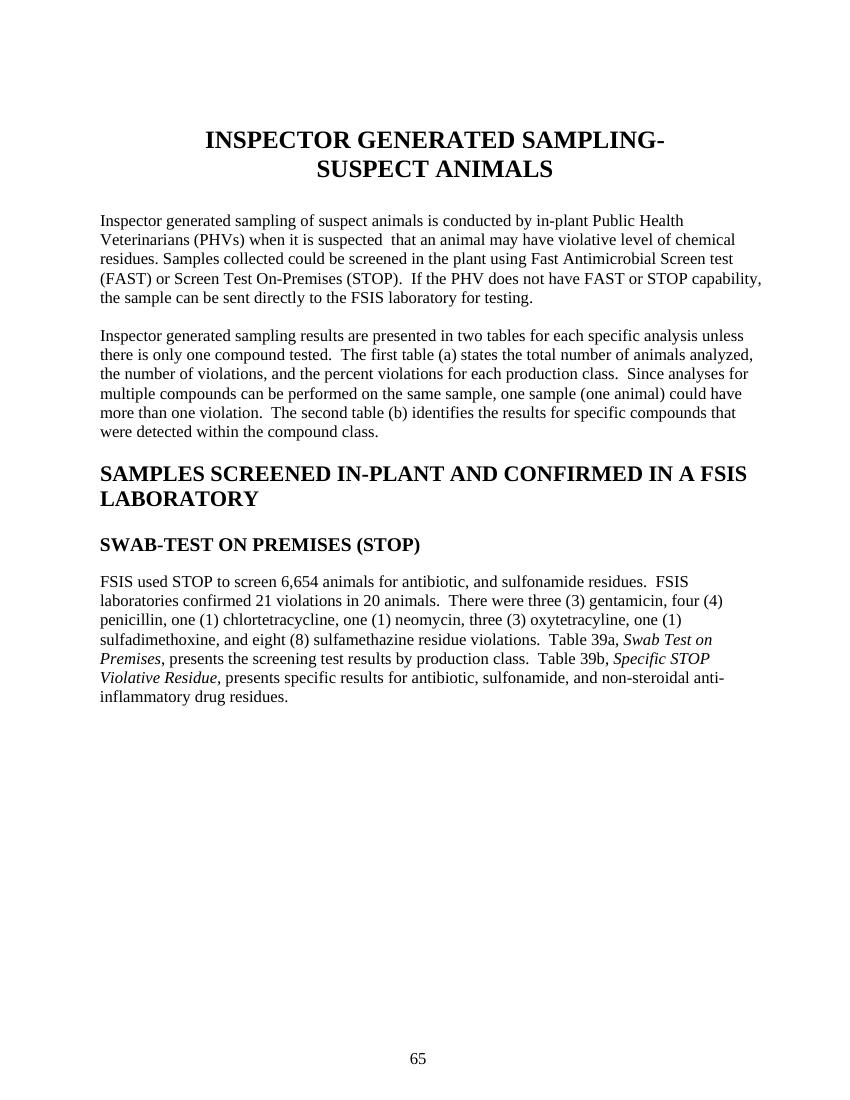 INSPECTOR GENERATED SAMPLING-
SUSPECT ANIMALS
Inspector generated sampling of suspect animals is conducted by in-plant Public Health
Veterinarians (PHVs) when it is suspected  that an animal may have violative level of chemical
residues. Samples collected could be screened in the plant using Fast Antimicrobial Screen test
(FAST) or Screen Test On-Premises (STOP).  If the PHV does not have FAST or STOP capability,
the sample can be sent directly to the FSIS laboratory for testing.
Inspector generated sampling results are presented in two tables for each specific analysis unless
there is only one compound tested.  The first table (a) states the total number of animals analyzed,
the number of violations, and the percent violations for each production class.  Since analyses for
multiple compounds can be performed on the same sample, one sample (one animal) could have
more than one violation.  The second table (b) identifies the results for specific compounds that
were detected within the compound class.
SAMPLES SCREENED IN-PLANT AND CONFIRMED IN A FSIS
LABORATORY
SWAB-TEST ON PREMISES (STOP)
FSIS used STOP to screen 6,654 animals for antibiotic, and sulfonamide residues.  FSIS
laboratories confirmed 21 violations in 20 animals.  There were three (3) gentamicin, four (4)
penicillin, one (1) chlortetracycline, one (1) neomycin, three (3) oxytetracyline, one (1)
sulfadimethoxine, and eight (8) sulfamethazine residue violations.  Table 39a, Swab Test on
Premises, presents the screening test results by production class.  Table 39b, Specific STOP
Violative Residue, presents specific results for antibiotic, sulfonamide, and non-steroidal anti-
inflammatory drug residues.
65